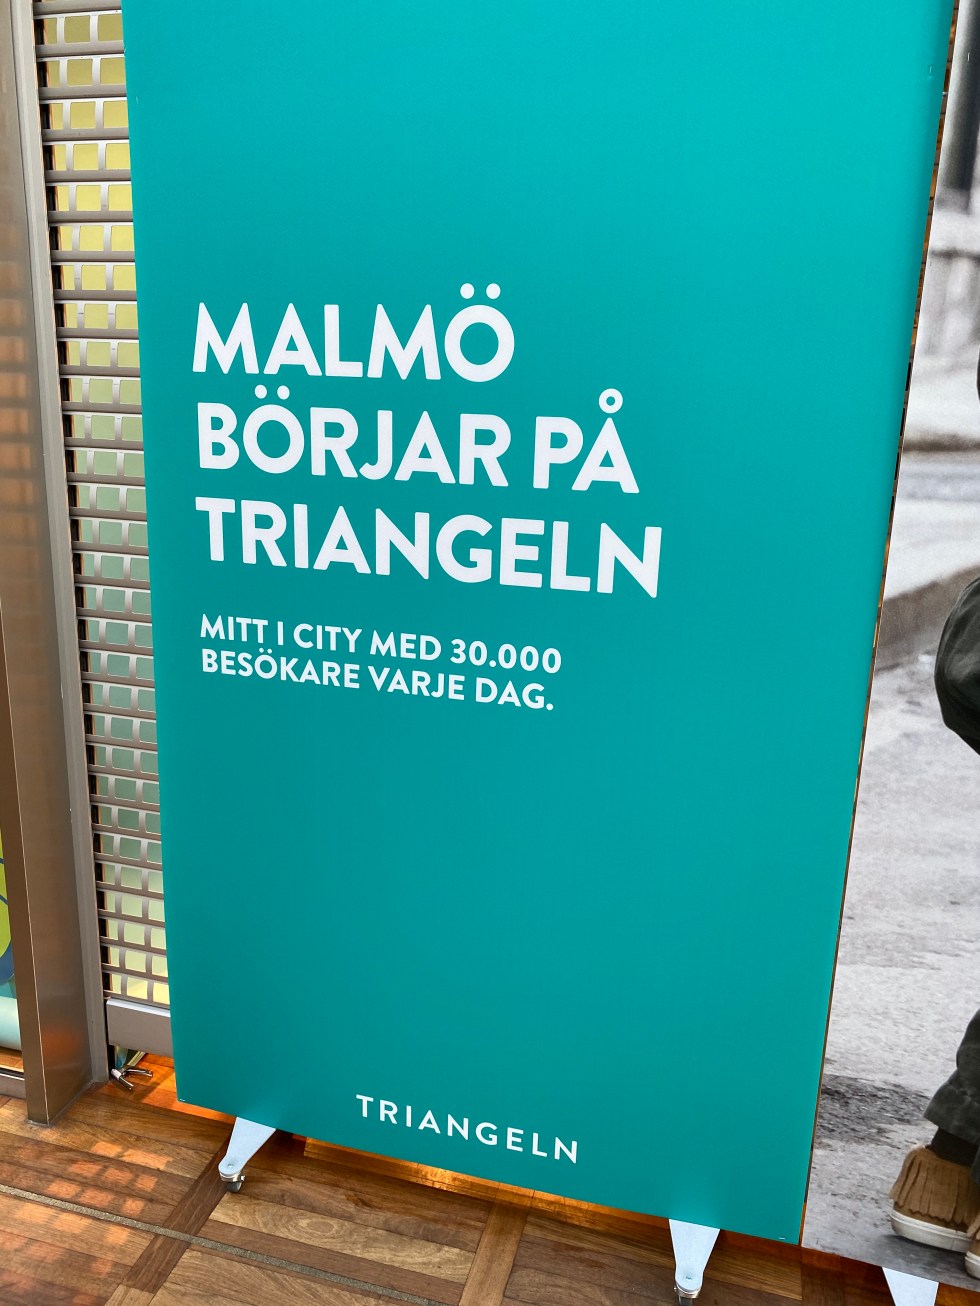 MALMÖ
BÖRJAR PÅ
TRIANGELN
MITT I CITY MED 30.000
BESÖKARE VARJE DAG.
TRIANGELN